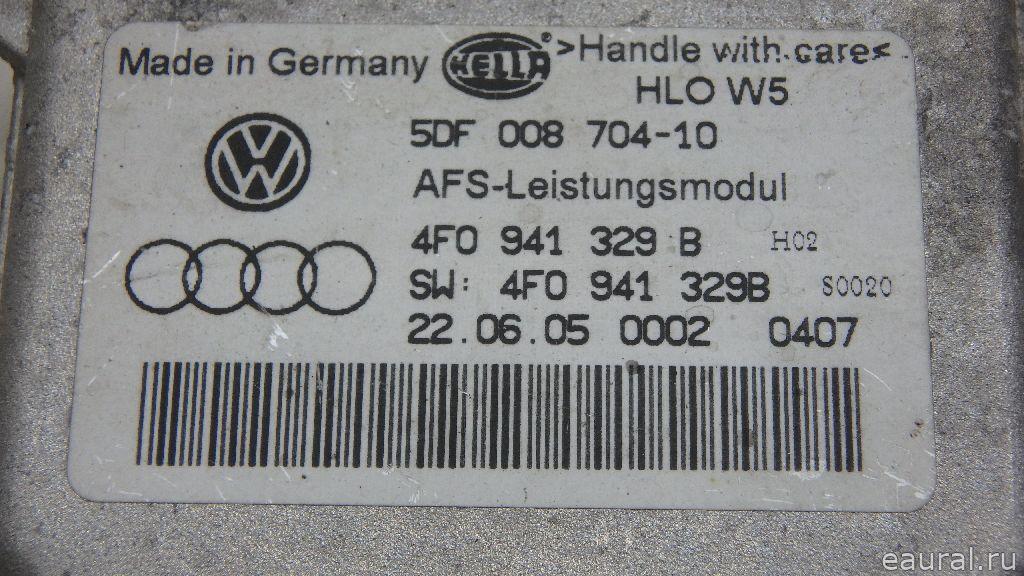 Made in Germany HELLA® >Handle with care<
HLO W5
5DF 008 704-10
AFS-Leistungsmodul
4F0 941 329 B H02
SW: 4F0 941 329B S0020
22.06.05 0002 0407
eaural.ru